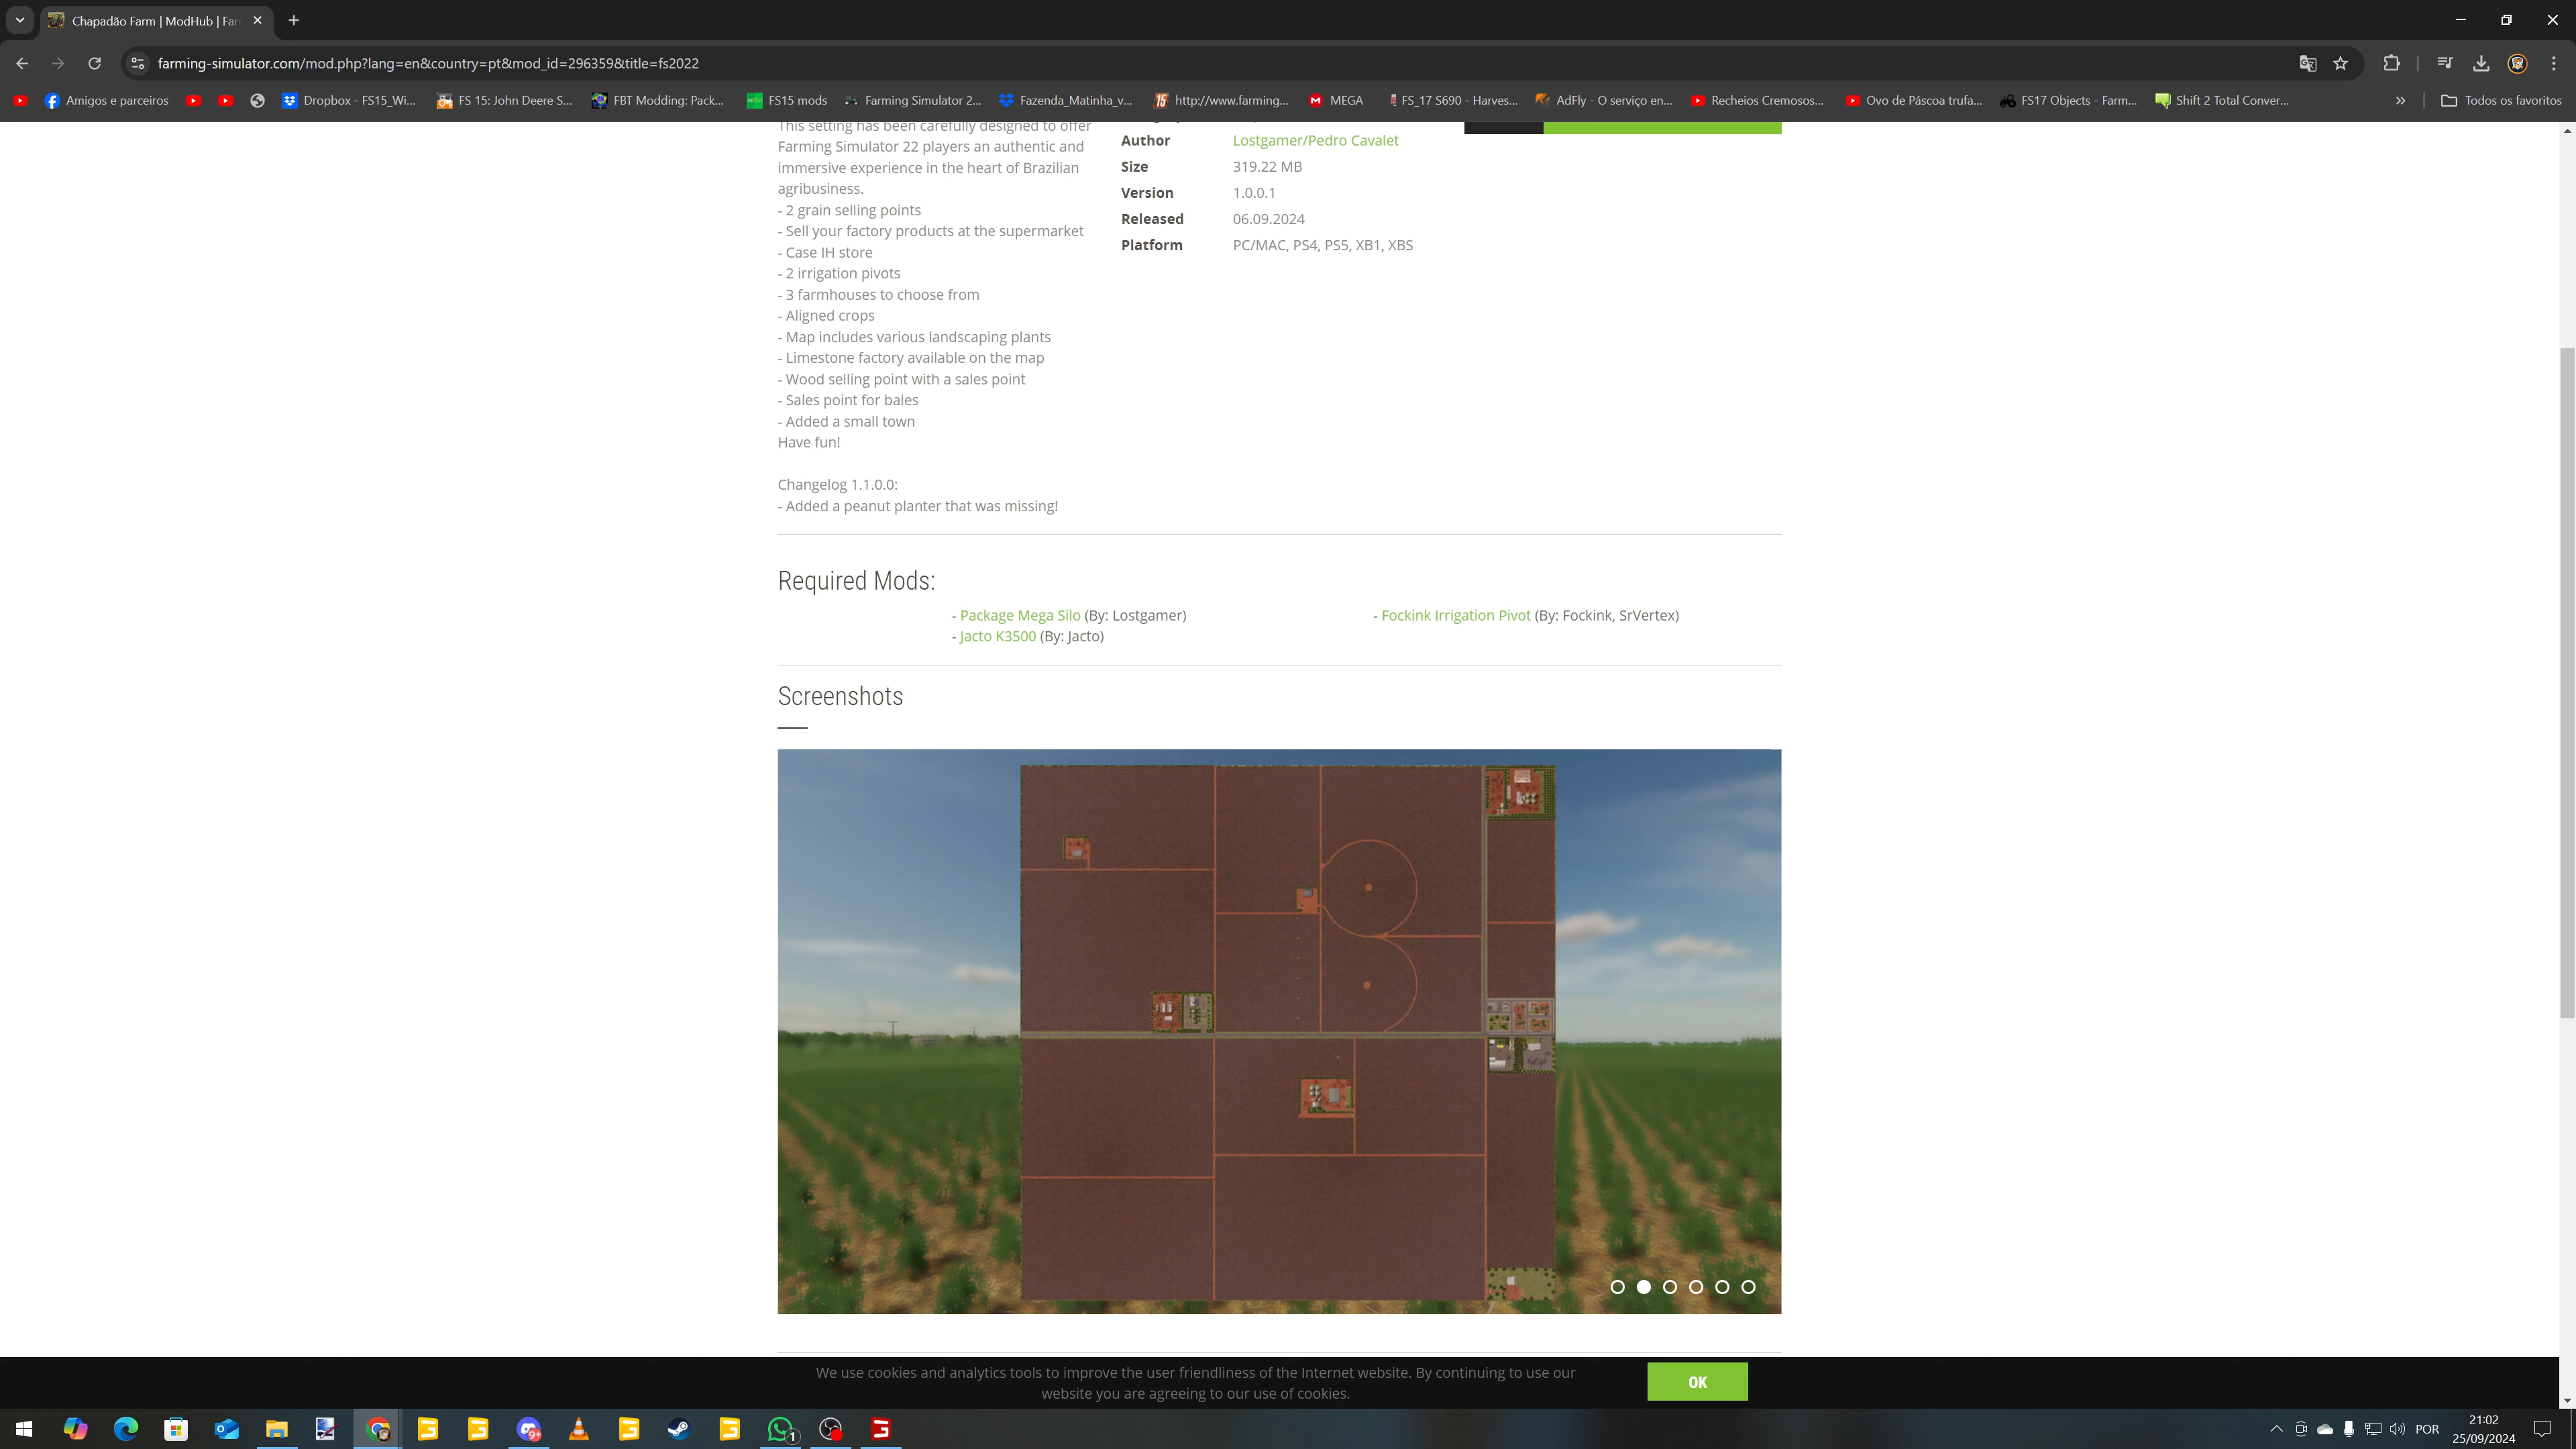 Chapadão Farm | ModHub | Far
farming-simulator.com/mod.php?lang=en&country=pt&mod_id=296359&title=fs2022
Amigos e parceiros
Dropbox - FS15_Wi...
FS 15: John Deere S...
FBT Modding: Pack...
FS15 mods
Farming Simulator 2...
Fazenda_Matinha_v...
http://www.farming...
MEGA
FS_17 S690 - Harves...
AdFly - O serviço en...
Recheios Cremosos...
Ovo de Páscoa trufa...
FS17 Objects - Farm...
Shift 2 Total Conver...
Todos os favoritos
This setting has been carefully designed to offer
Farming Simulator 22 players an authentic and
immersive experience in the heart of Brazilian
agribusiness.
- 2 grain selling points
- Sell your factory products at the supermarket
- Case IH store
- 2 irrigation pivots
- 3 farmhouses to choose from
- Aligned crops
- Map includes various landscaping plants
- Limestone factory available on the map
- Wood selling point with a sales point
- Sales point for bales
- Added a small town
Have fun!
Changelog 1.1.0.0:
- Added a peanut planter that was missing!
Author Lostgamer/Pedro Cavalet
Size 319.22 MB
Version 1.0.0.1
Released 06.09.2024
Platform PC/MAC, PS4, PS5, XB1, XBS
Required Mods:
- Package Mega Silo (By: Lostgamer)
- Fockink Irrigation Pivot (By: Fockink, SrVertex)
- Jacto K3500 (By: Jacto)
Screenshots
We use cookies and analytics tools to improve the user friendliness of the Internet website. By continuing to use our
website you are agreeing to our use of cookies.
OK
9+
1
POR
21:02
25/09/2024